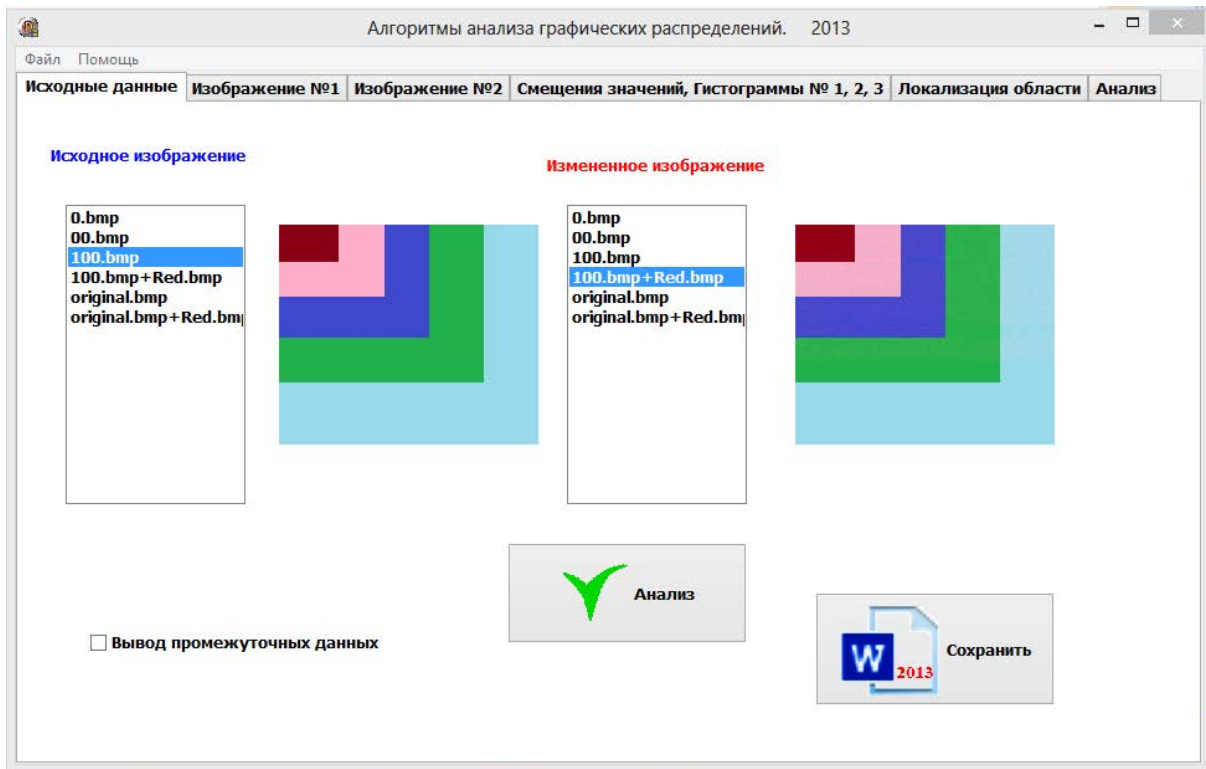 Алгоритмы анализа графических распределений. 2013
Файл Помощь
Исходные данные Изображение №1 Изображение №2 Смещения значений, Гистограммы № 1, 2, 3 Локализация области Анализ
Исходное изображение
Измененное изображение
0.bmp
00.bmp
100.bmp
100.bmp+Red.bmp
original.bmp
original.bmp+Red.bmp
0.bmp
00.bmp
100.bmp
100.bmp+Red.bmp
original.bmp
original.bmp+Red.bmp
Анализ
Вывод промежуточных данных
W
2013
Сохранить